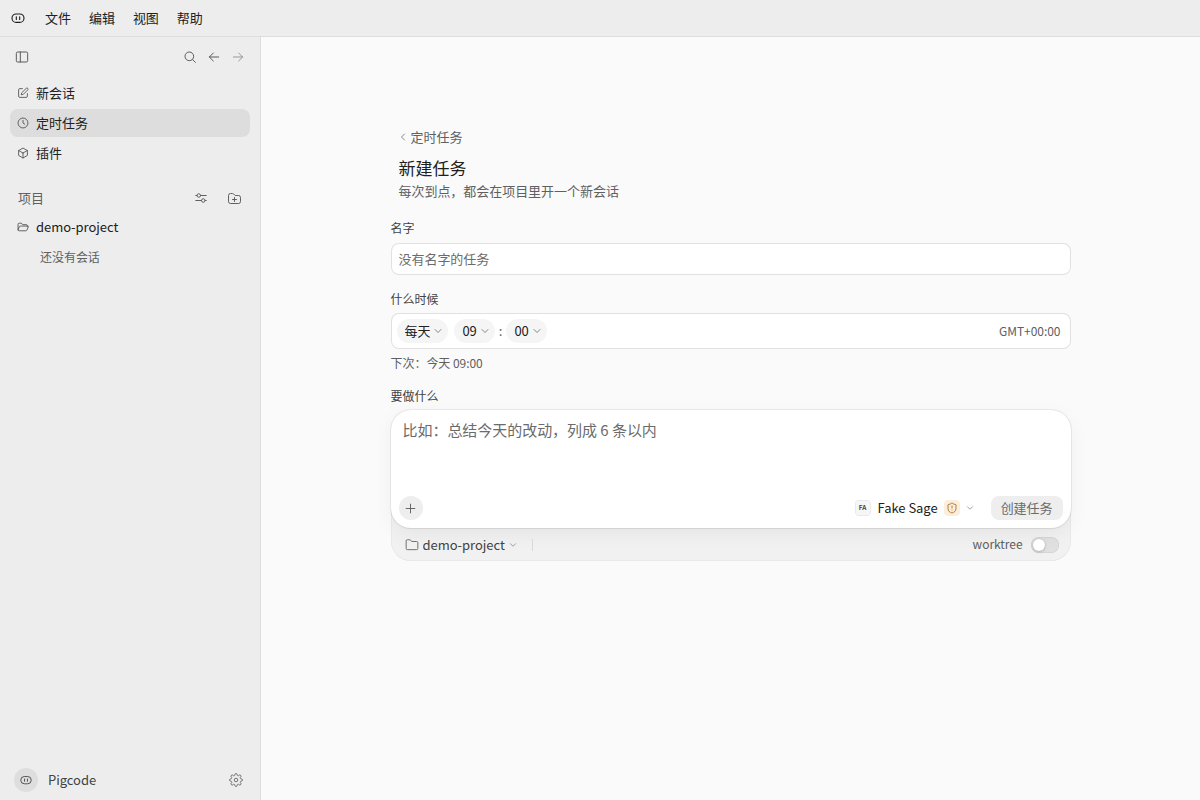 文件 编辑 视图 帮助
新会话
定时任务
插件
项目
demo-project
还没有会话
定时任务
新建任务
每次到点，都会在项目里开一个新会话
名字
没有名字的任务
什么时候
每天 09 : 00 GMT+00:00
下次：今天 09:00
要做什么
比如：总结今天的改动，列成 6 条以内
FA Fake Sage 创建任务
demo-project worktree
Pigcode